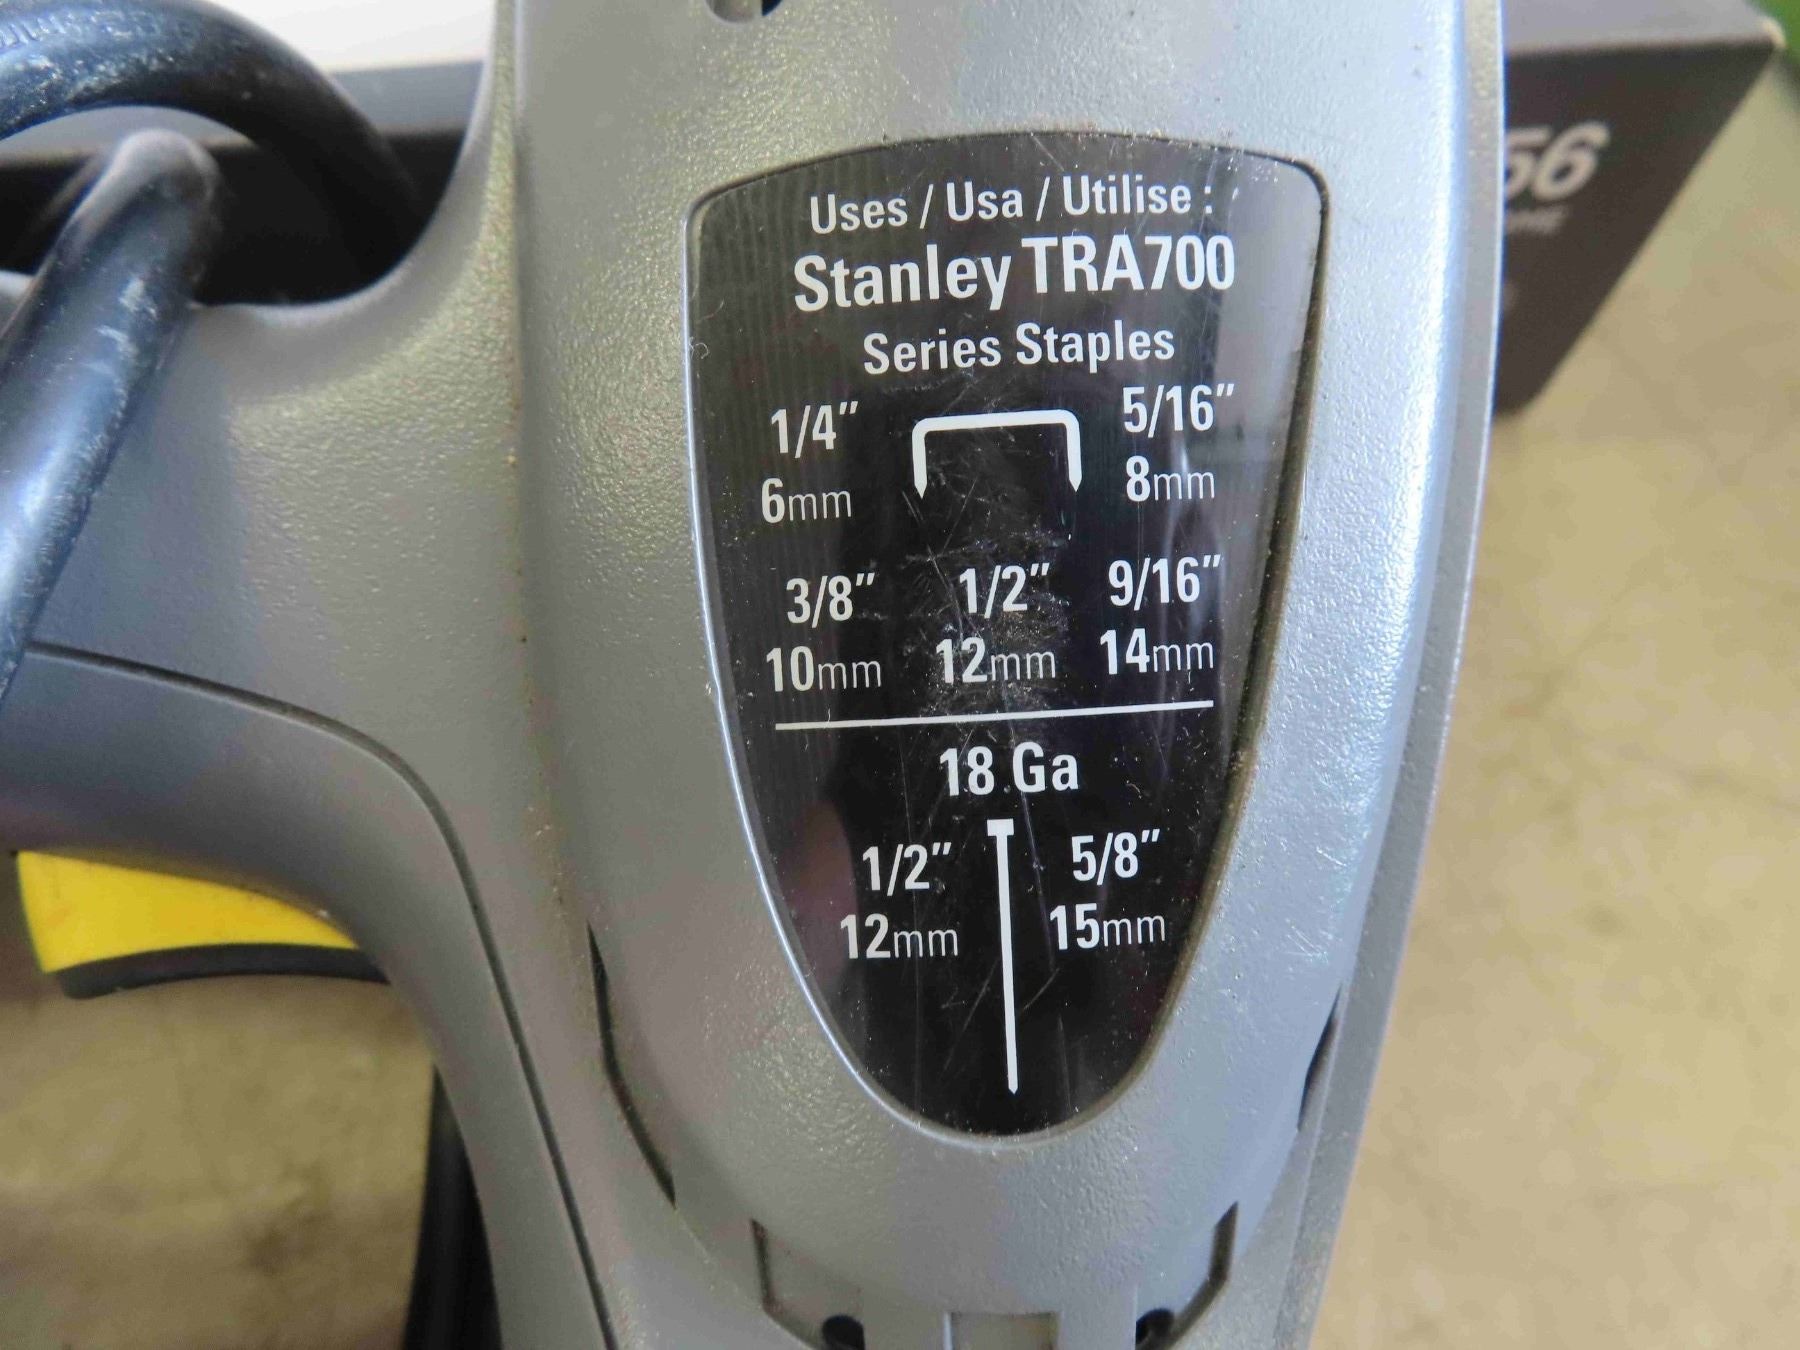 Uses / Usa / Utilise :
Stanley TRA700
Series Staples
1/4" 5/16"
6mm 8mm
3/8" 1/2" 9/16"
10mm 12mm 14mm
18 Ga
1/2" 5/8"
12mm 15mm
56